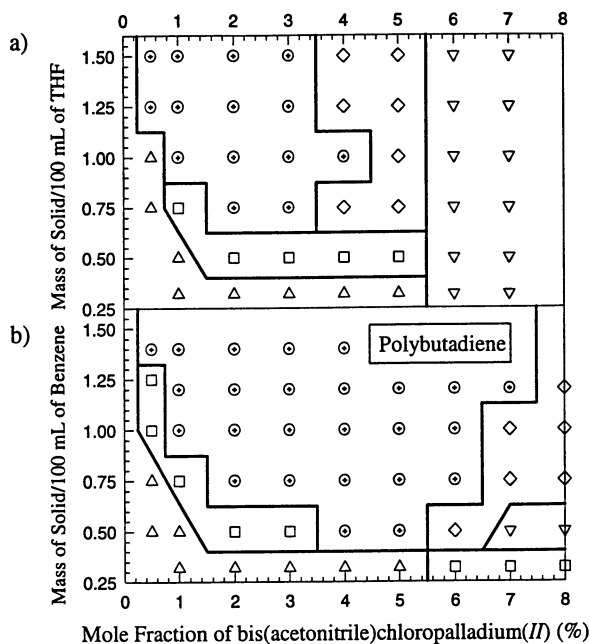 0 1 2 3 4 5 6 7 8
a)
Mass of Solid/100 mL of THF
1.50
1.25
1.00
0.75
0.50
0.25
b)
Mass of Solid/100 mL of Benzene
Polybutadiene
1.50
1.25
1.00
0.75
0.50
0.25
0 1 2 3 4 5 6 7 8
Mole Fraction of bis(acetonitrile)chloropalladium(II) (%)